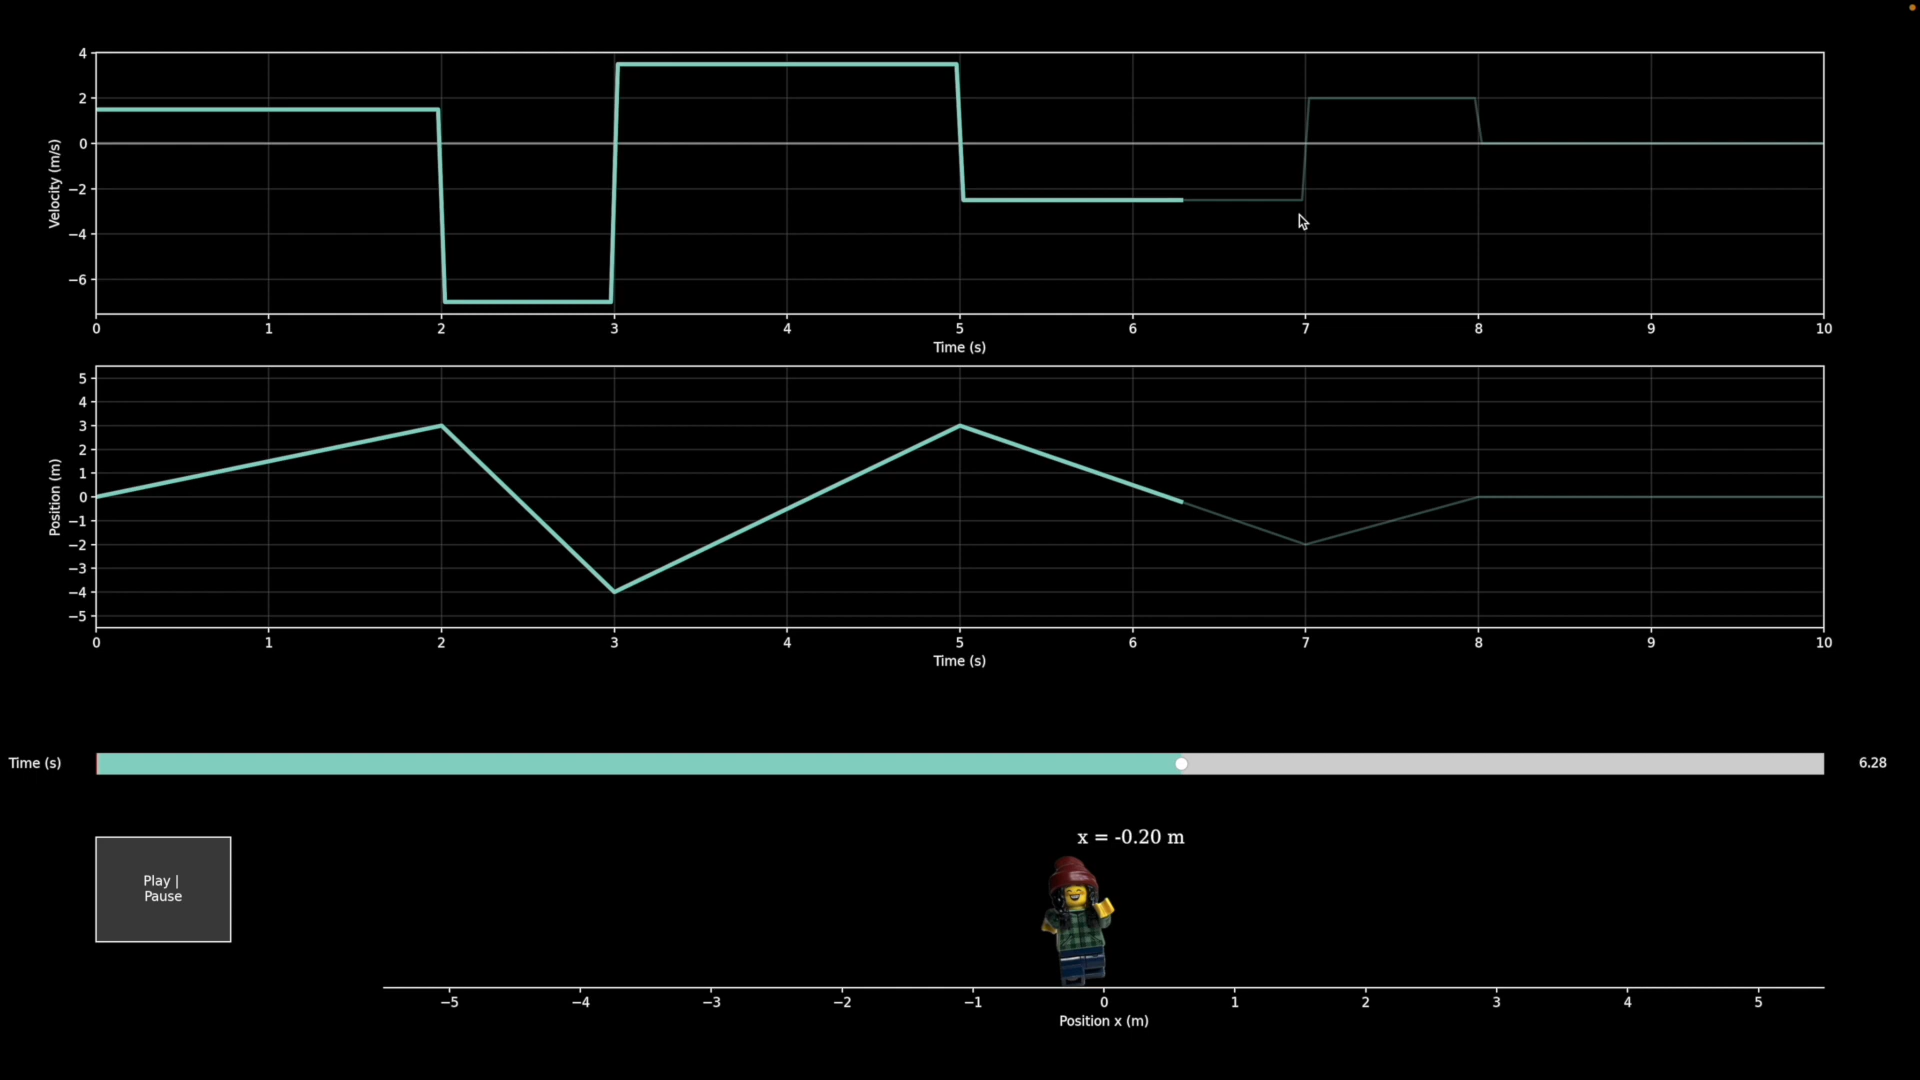 4
2
0
−2
−4
−6
Velocity (m/s)
0 1 2 3 4 5 6 7 8 9 10
Time (s)
5
4
3
2
1
0
−1
−2
−3
−4
−5
Position (m)
0 1 2 3 4 5 6 7 8 9 10
Time (s)
Time (s) 6.28
x = -0.20 m
Play |
Pause
−5 −4 −3 −2 −1 0 1 2 3 4 5
Position x (m)